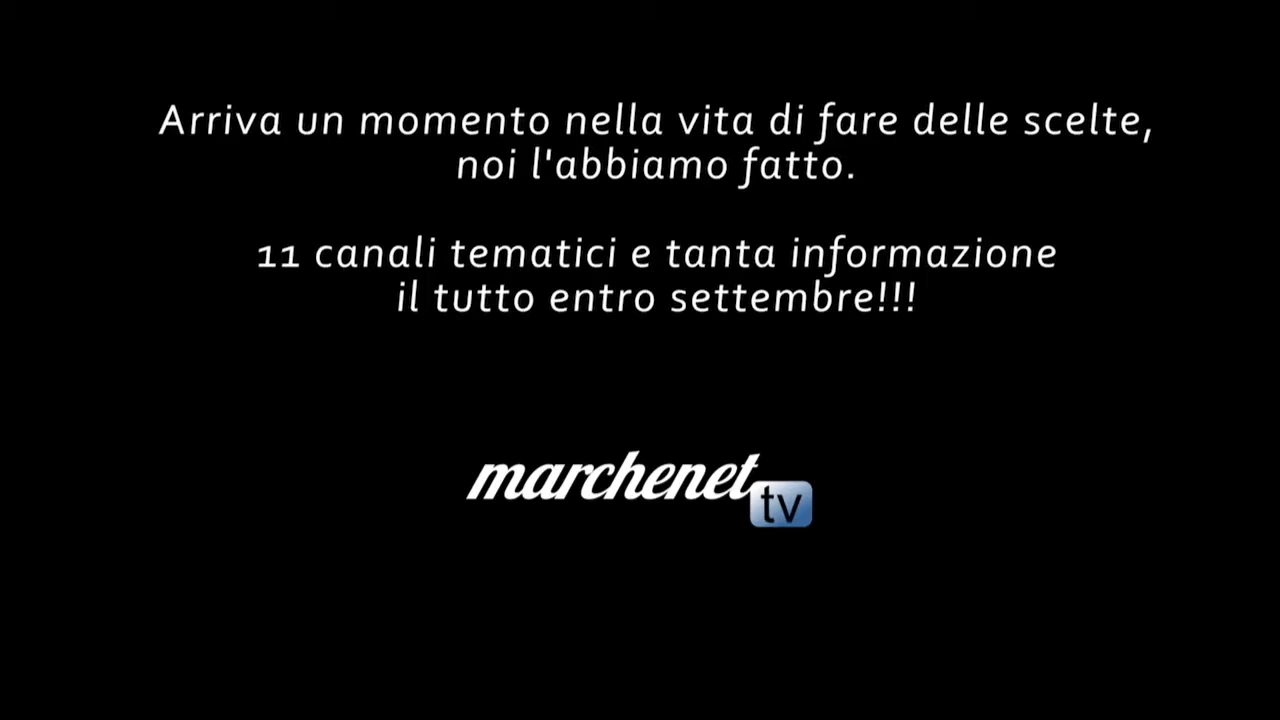 Arriva un momento nella vita di fare delle scelte,
noi l'abbiamo fatto.
11 canali tematici e tanta informazione
il tutto entro settembre!!!
marchenet
tv